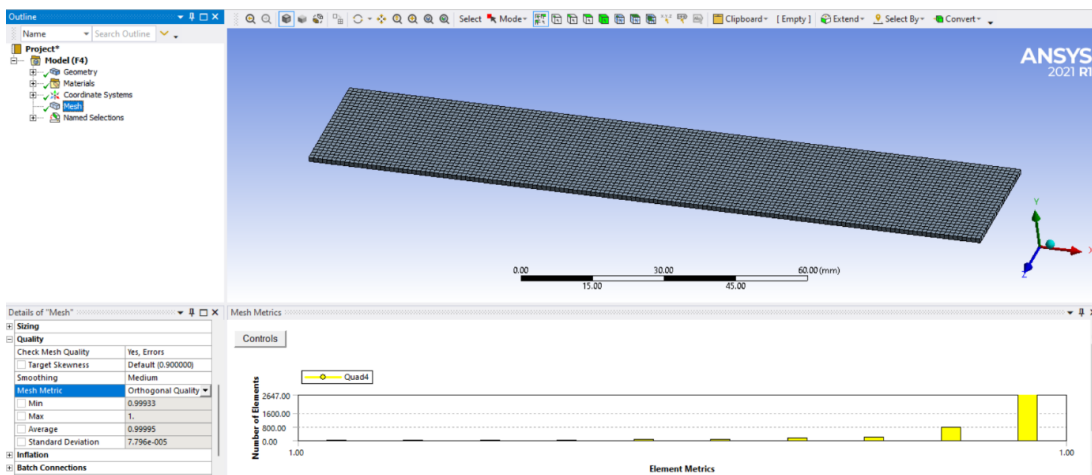 Outline
Name
Search Outline
Project*
Model (F4)
Geometry
Materials
Coordinate Systems
Mesh
Named Selections
Select Mode Clipboard [ Empty ] Extend Select By Convert
ANSYS
2021 R1
Y
X
Z
0.00 30.00 60.00 (mm)
15.00 45.00
Details of "Mesh"
Sizing
Quality
Check Mesh Quality Yes, Errors
Target Skewness Default (0.900000)
Smoothing Medium
Mesh Metric Orthogonal Quality
Min 0.99933
Max 1.
Average 0.99995
Standard Deviation 7.796e-005
Inflation
Batch Connections
Mesh Metrics
Controls
Quad4
Number of Elements
2647.00
1600.00
800.00
0.00
1.00 1.00
Element Metrics